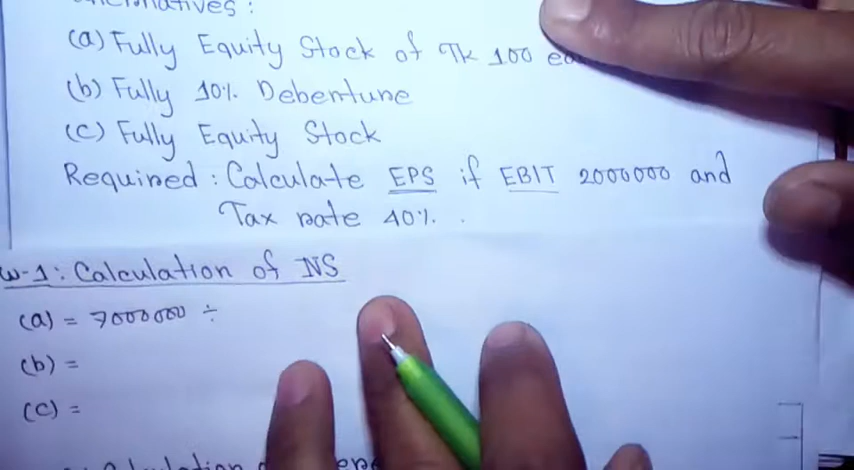 (a) Fully Equity Stock of Tk 100
(b) Fully 10% Debenture
(c) Fully Equity Stock
Required : Calculate EPS if EBIT 2000000 and
Tax rate 40% .
W-1 : Calculation of NS
(a) = 7000000 ÷
(b) =
(c) =